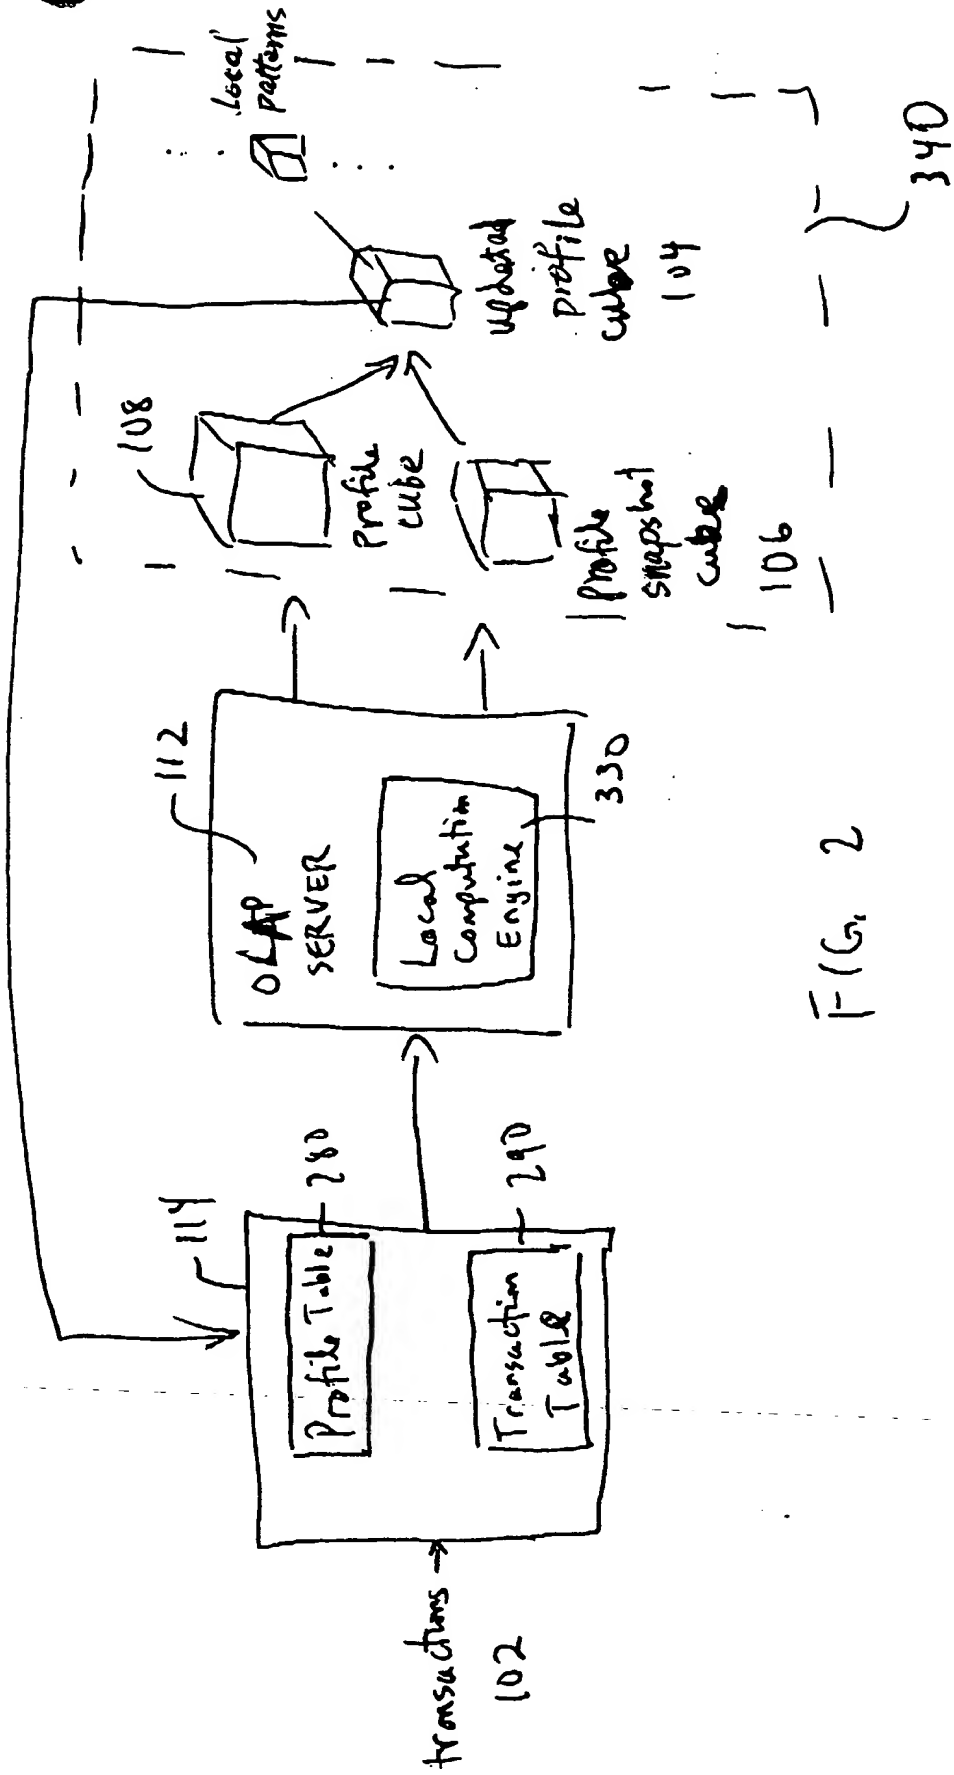 transactions →
102
114
Profile Table
280
Transaction
Table
290
112
OLAP
SERVER
Local
Computation
Engine
330
108
Profile
cube
Profile
snapshot
cube
106
updated
profile
cube
104
Local
patterns
340
FIG. 2